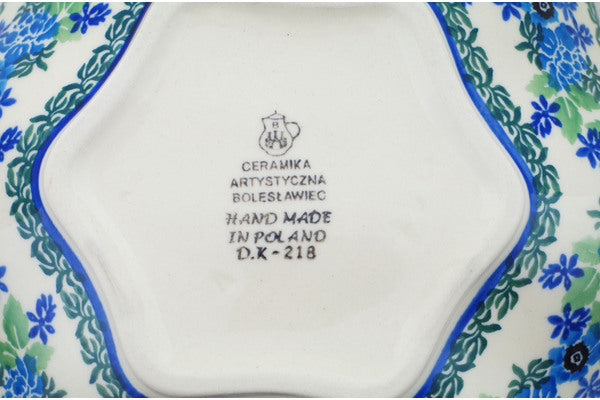 B
CERAMIKA
ARTYSTYCZNA
BOLESŁAWIEC
HAND MADE
IN POLAND
D.K-218